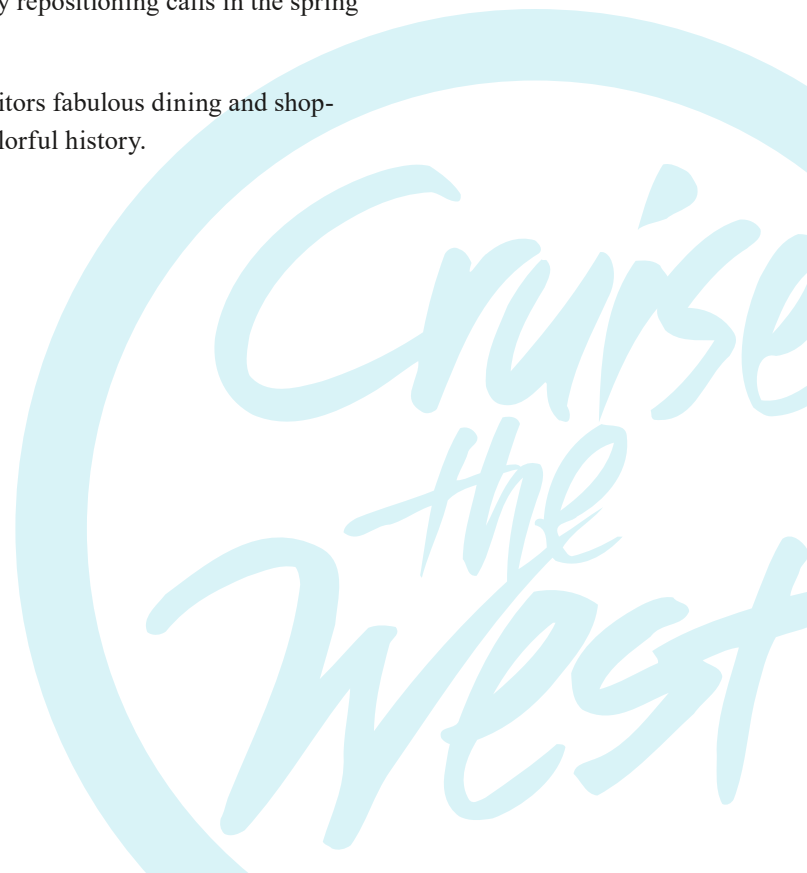 repositioning calls in the spring
itors fabulous dining and shop-
lorful history.
Cruise
the
West